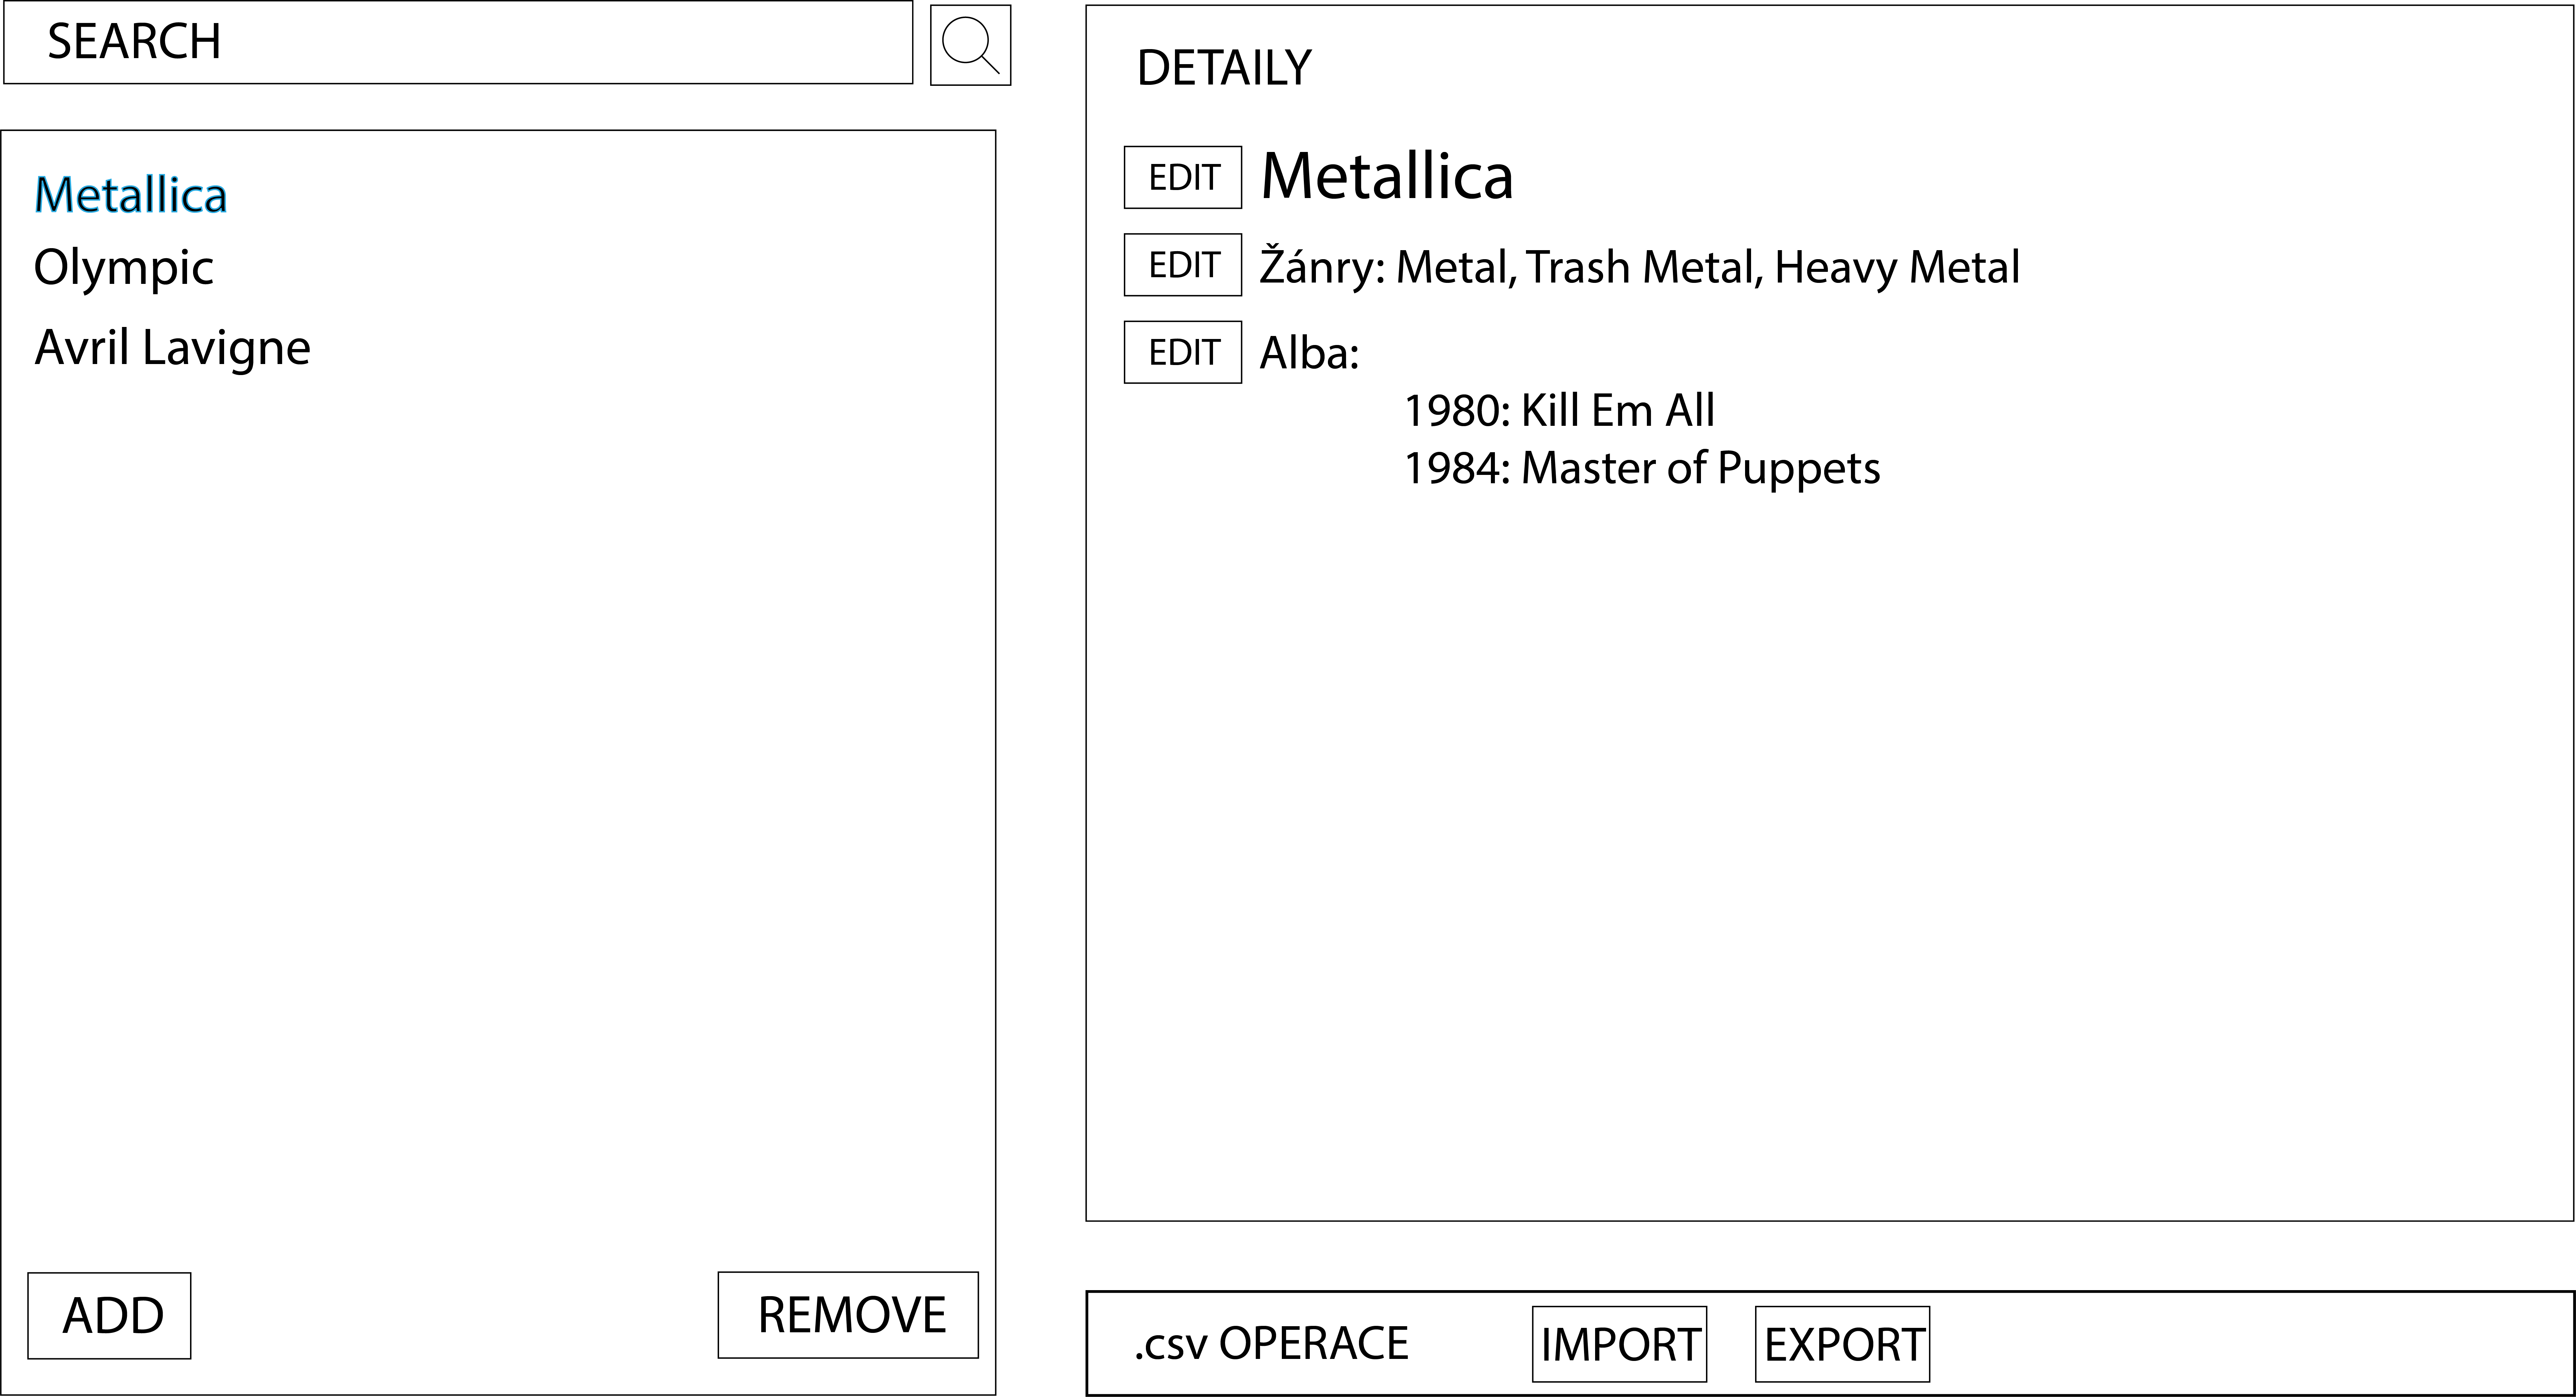 SEARCH
Metallica
Olympic
Avril Lavigne
ADD
REMOVE
DETAILY
EDIT Metallica
EDIT Žánry: Metal, Trash Metal, Heavy Metal
EDIT Alba:
1980: Kill Em All
1984: Master of Puppets
.csv OPERACE IMPORT EXPORT